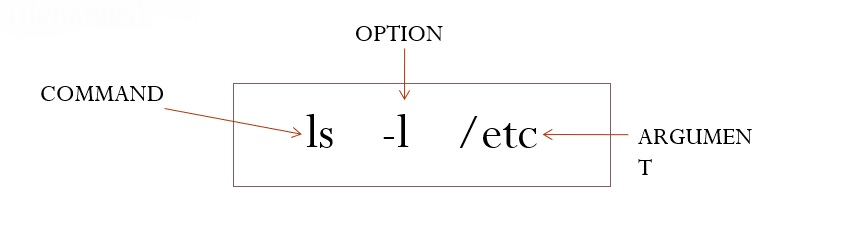 OPTION
COMMAND
ls -l /etc
ARGUMEN
T